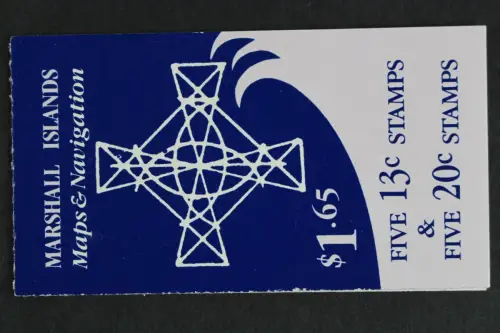 MARSHALL ISLANDS
Maps & Navigation
$1.65
FIVE 13c STAMPS
&
FIVE 20c STAMPS